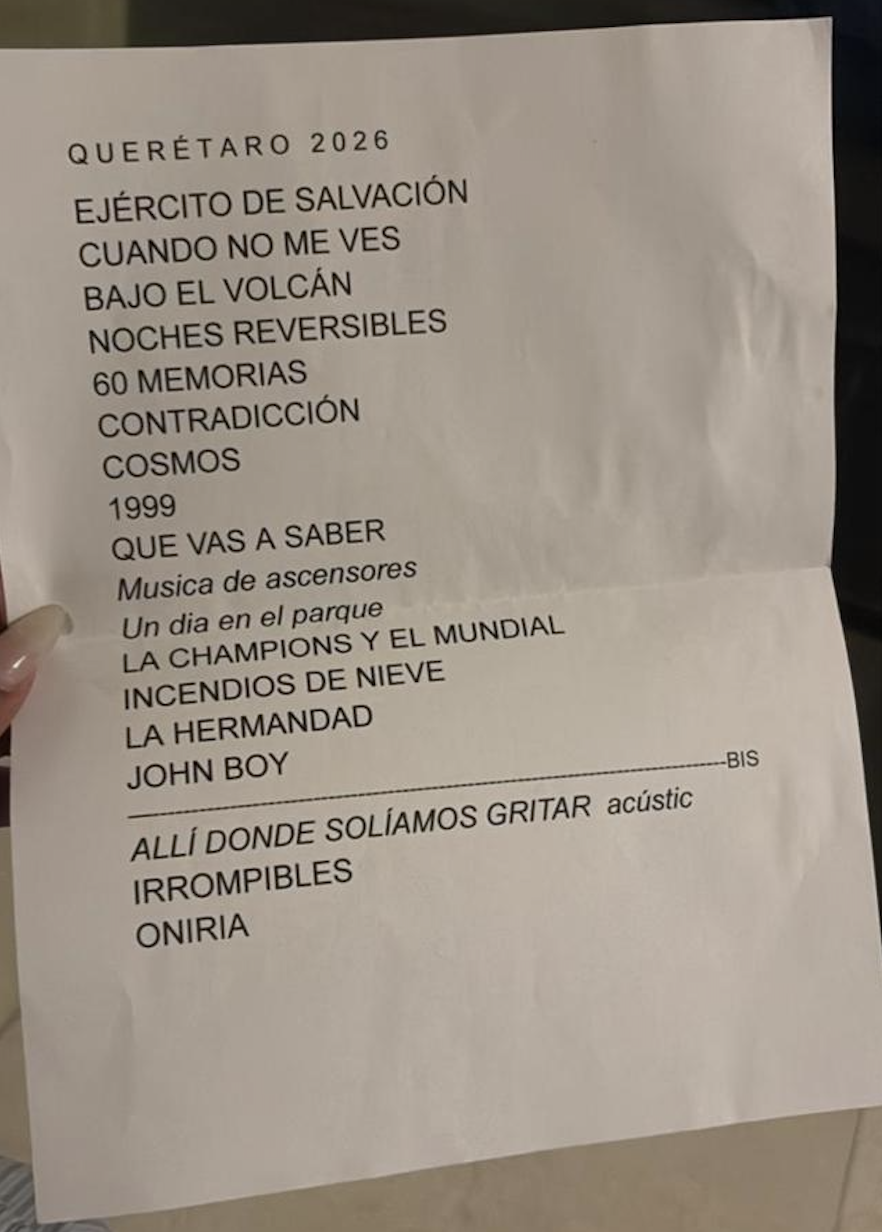 QUERÉTARO 2026
EJÉRCITO DE SALVACIÓN
CUANDO NO ME VES
BAJO EL VOLCÁN
NOCHES REVERSIBLES
60 MEMORIAS
CONTRADICCIÓN
COSMOS
1999
QUE VAS A SABER
Musica de ascensores
Un dia en el parque
LA CHAMPIONS Y EL MUNDIAL
INCENDIOS DE NIEVE
LA HERMANDAD
JOHN BOY
--------------------------------------------------------------------------------BIS
ALLÍ DONDE SOLÍAMOS GRITAR acústic
IRROMPIBLES
ONIRIA